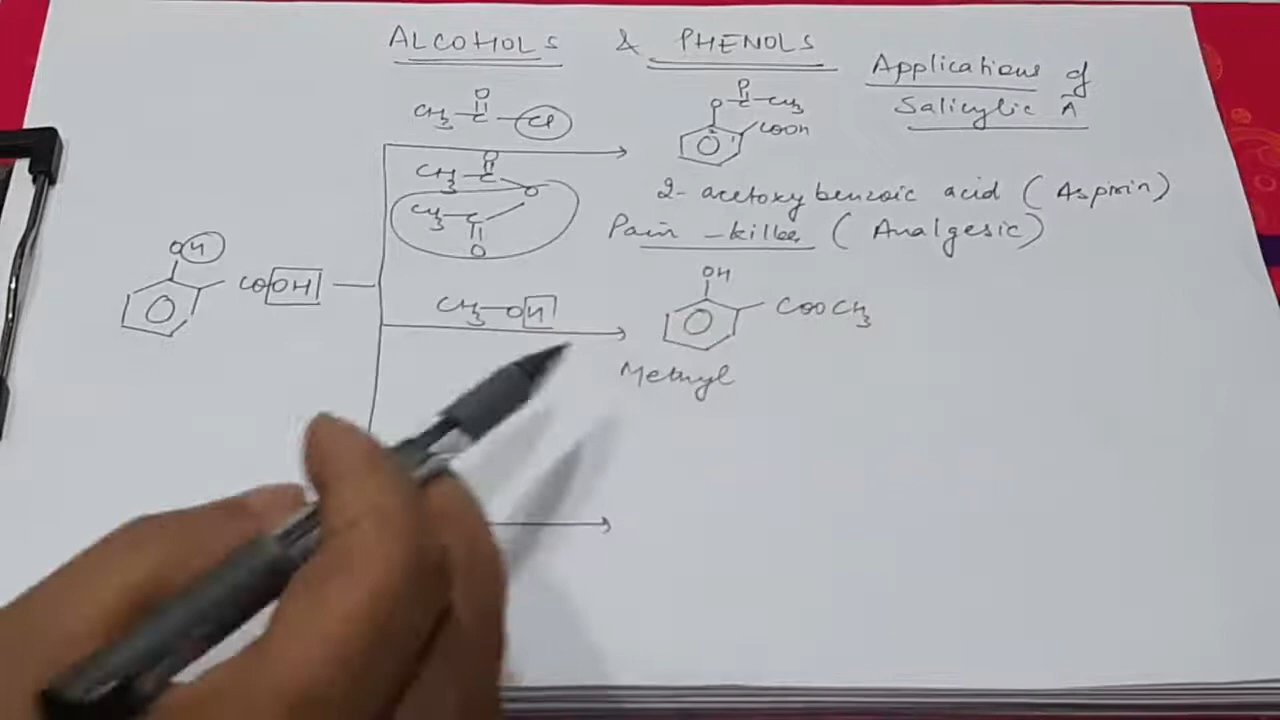 ALCOHOLS & PHENOLS
Applications of
Salicylic A
CH3-C-Cl
O
O
O-C-CH3
COOH
CH3-C
O
O
CH3-C
O
2-acetoxybenzoic acid (Aspirin)
Pain-killer (Analgesic)
OH
COOH
CH3-OH
OH
COOCH3
Methyl